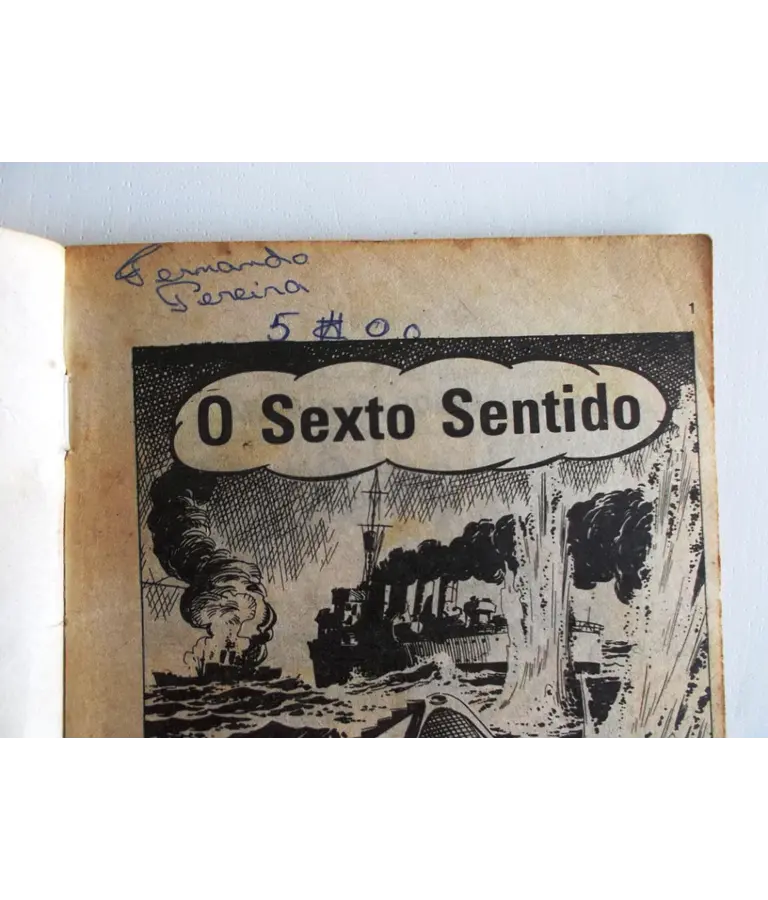 Fernando
Pereira
5 # 00
1
O Sexto Sentido